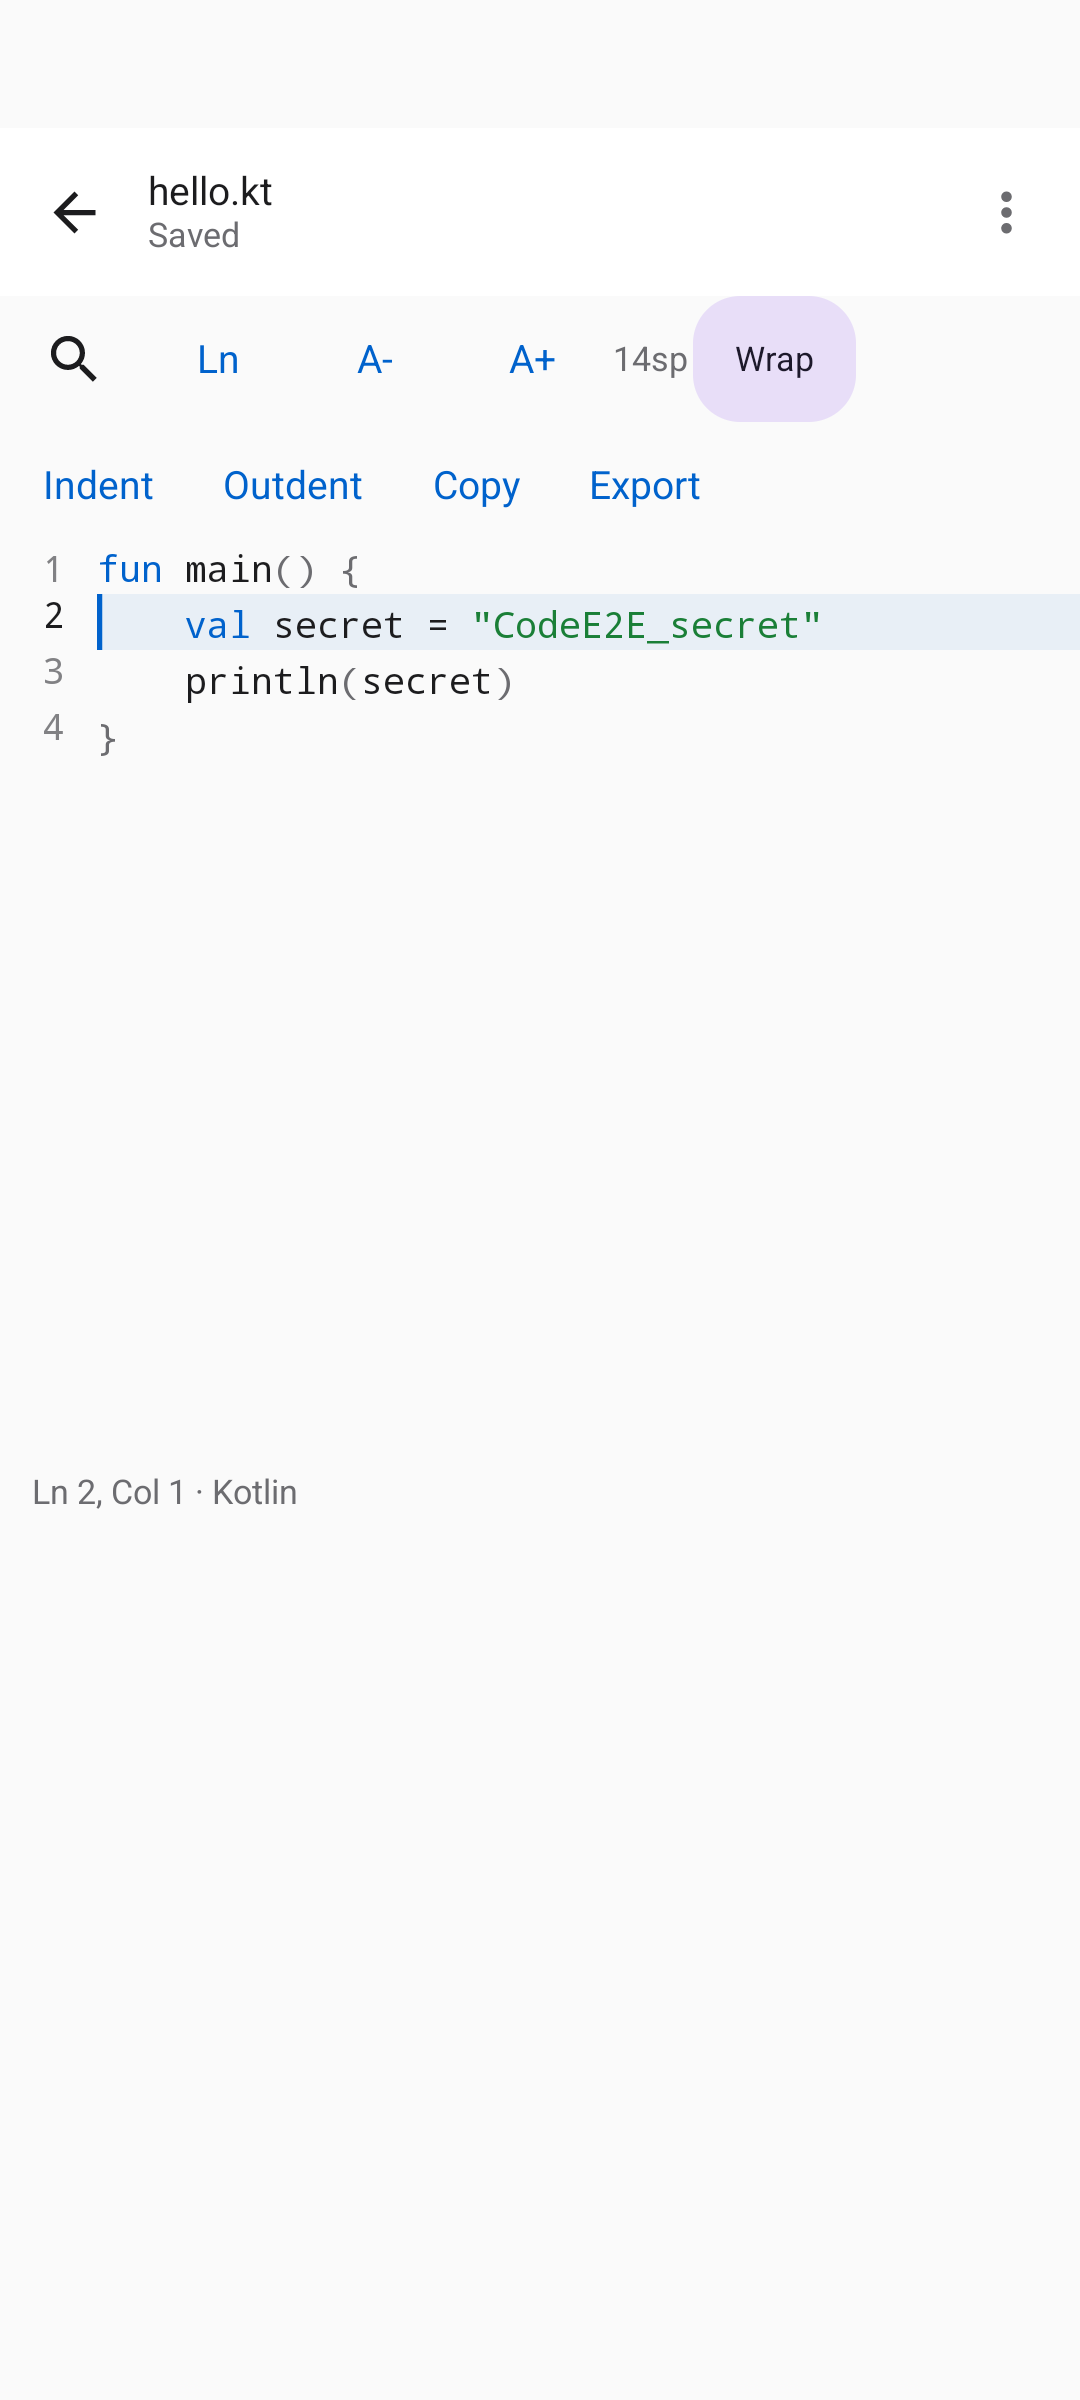 hello.kt
Saved
Ln A- A+ 14sp Wrap
Indent Outdent Copy Export
1 fun main() {
2     val secret = "CodeE2E_secret"
3     println(secret)
4 }
Ln 2, Col 1 · Kotlin